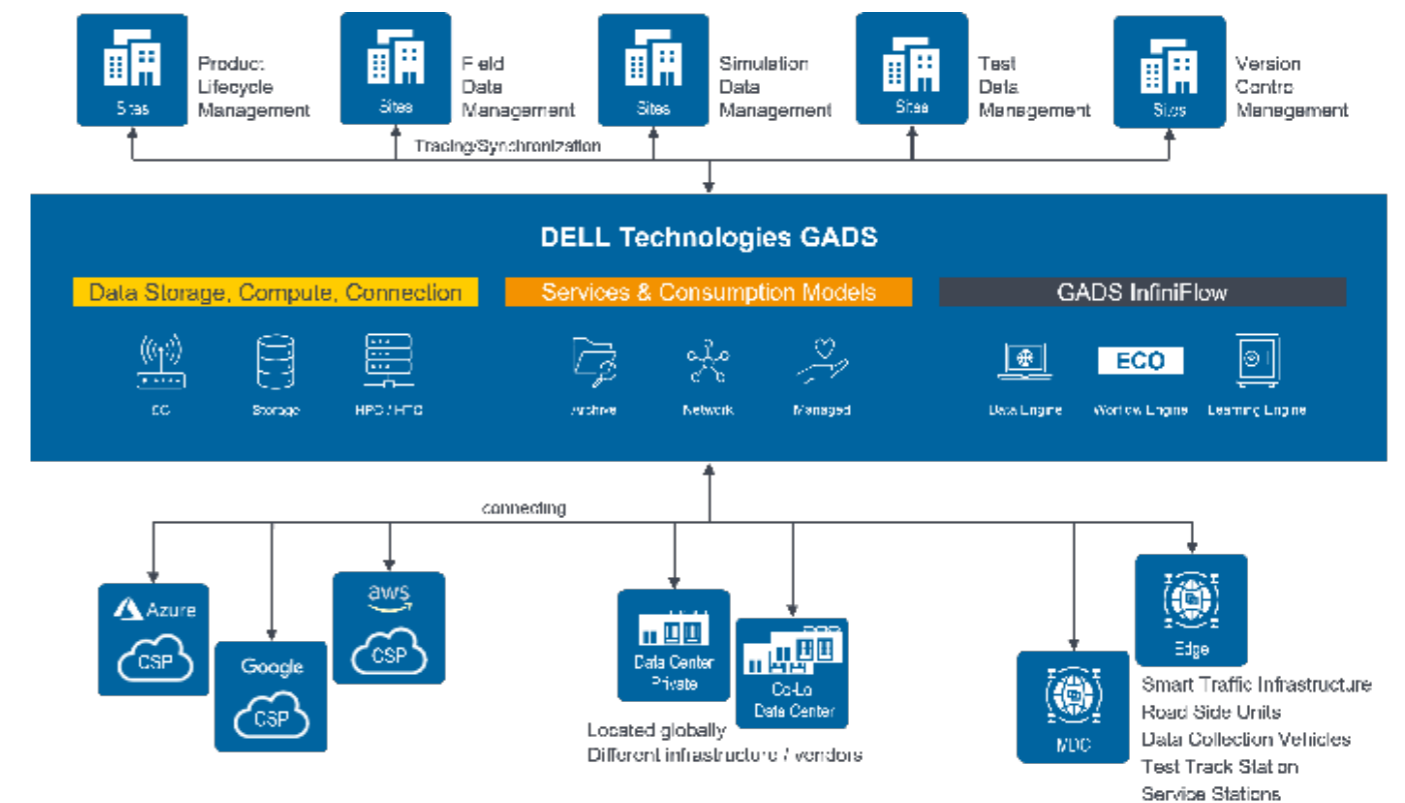 Sites
Product
Lifecycle
Management
Sites
Field
Data
Management
Sites
Simulation
Data
Management
Sites
Test
Data
Management
Sites
Version
Contro
Management
Tracing/Synchronization
DELL Technologies GADS
Data Storage, Compute, Connection
Services & Consumption Models
GADS InfiniFlow
Storage
HPC / HTC
Archive
Network
Managed
Data Engine
ECO
Worflow Engine
Learning Engine
connecting
Azure
CSP
Google
CSP
aws
CSP
Data Center
Private
Co-Lo
Data Center
Located globally
Different infrastructure / vendors
MDC
Edge
Smart Traffic Infrastructure
Road Side Units
Data Collection Vehicles
Test Track Station
Service Stations